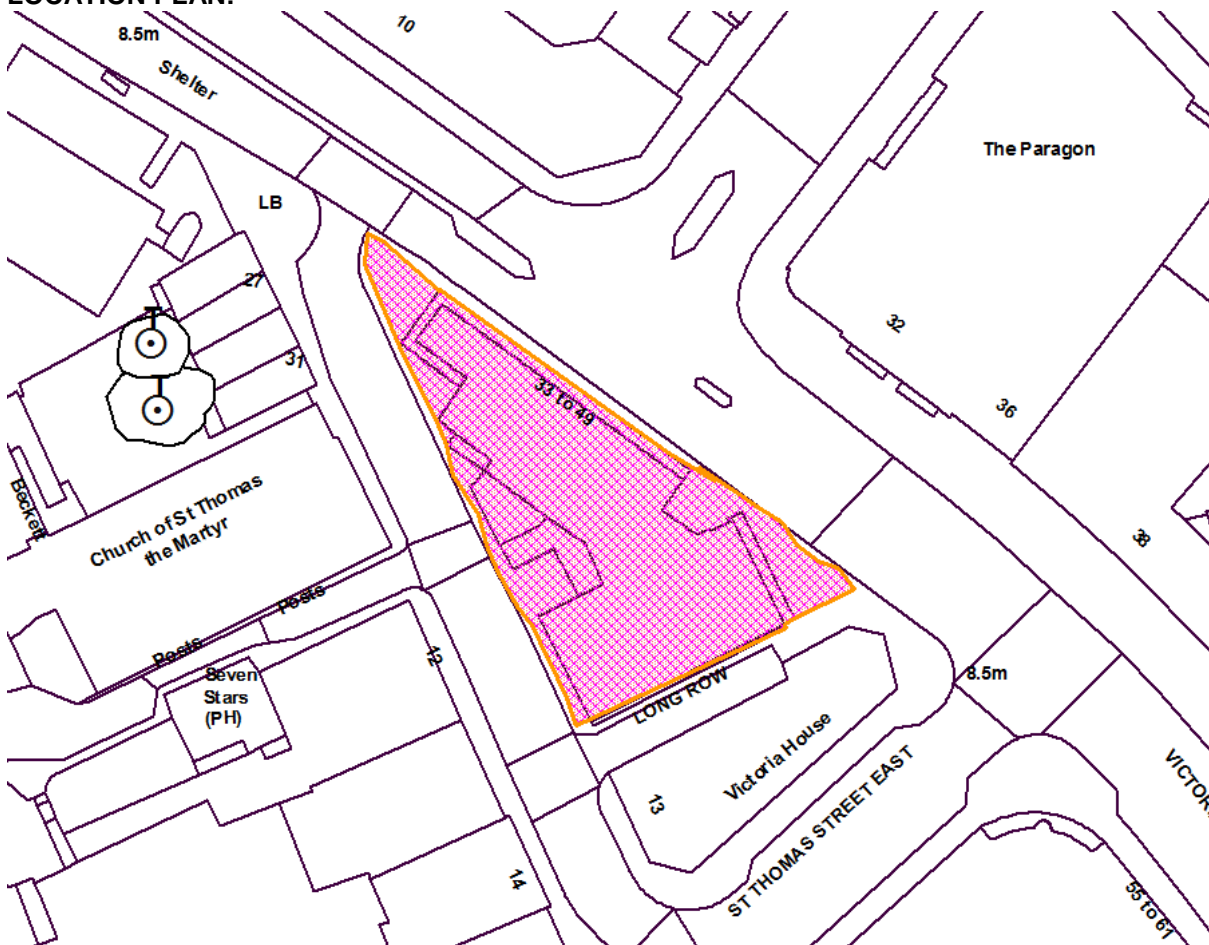 LOCATION PLAN:
8.5m
10
Shelter
The Paragon
LB
27
T
31
T
32
33 to 49
36
38
Beckett
Church of St Thomas
the Martyr
Posts
Posts
12
Seven
Stars
(PH)
8.5m
LONG ROW
Victoria House
13
ST THOMAS STREET EAST
14
55 to 61